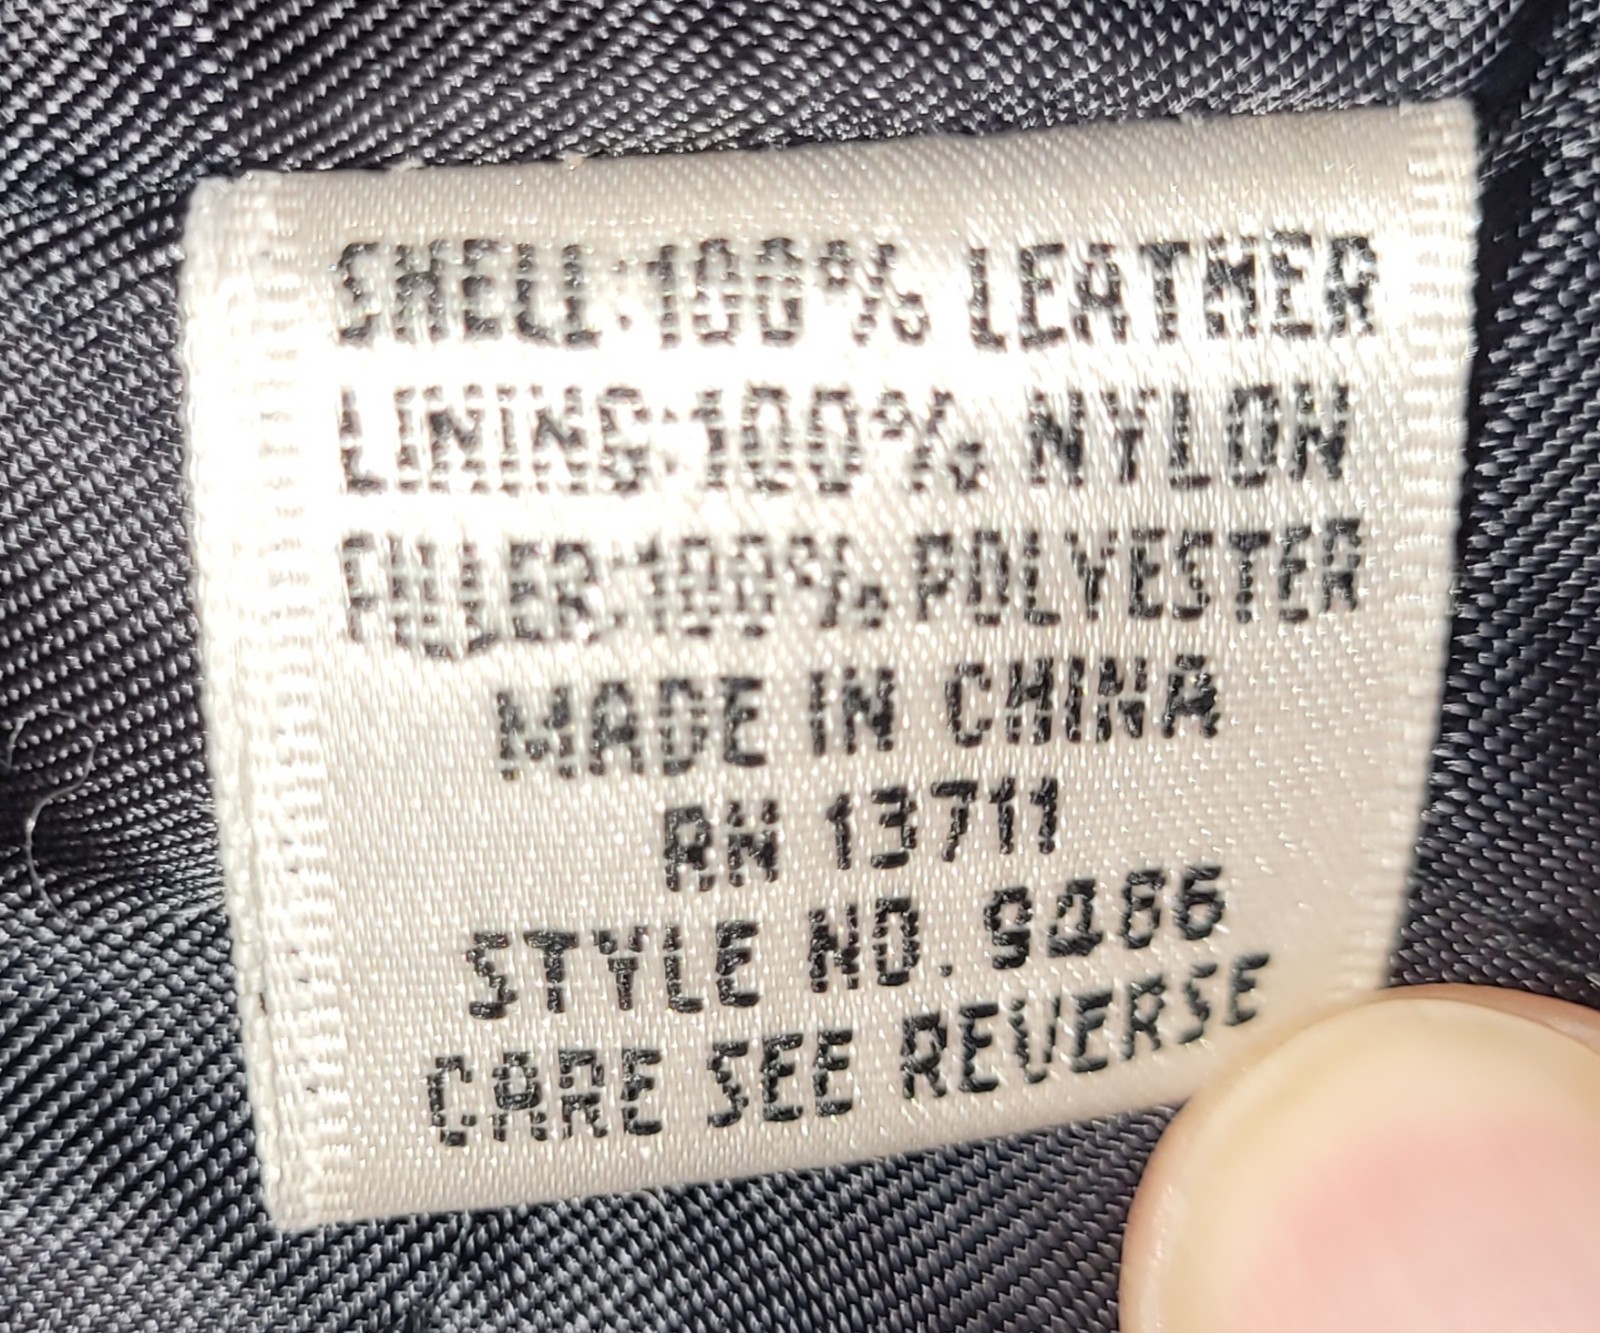 SHELL:100% LEATHER
LINING:100% NYLON
FILLER:100% POLYESTER
MADE IN CHINA
RN 13711
STYLE NO.
CARE SEE REVERSE